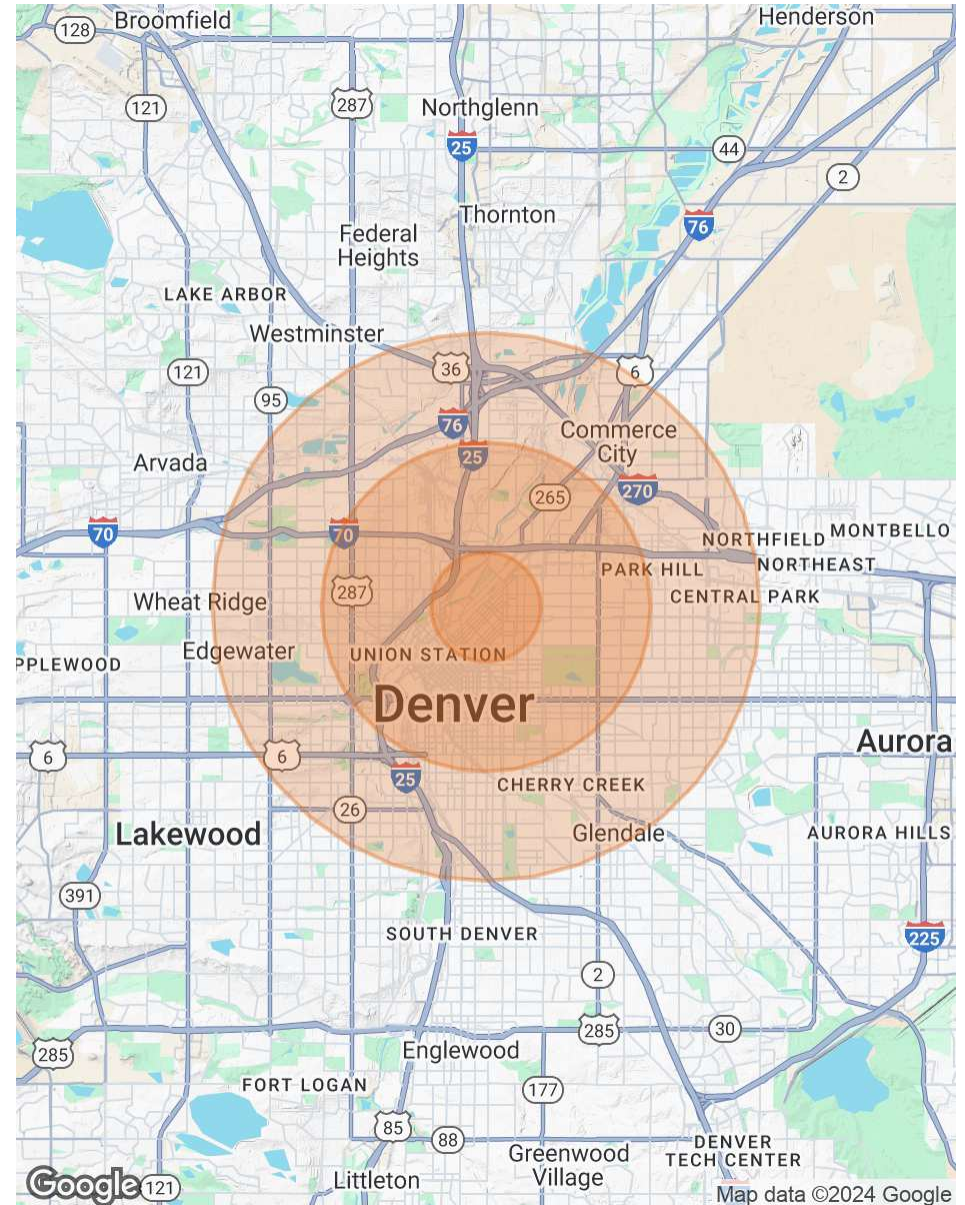 Broomfield
Henderson
128
121
287
Northglenn
25
44
2
76
Thornton
Federal
Heights
LAKE ARBOR
Westminster
36
6
121
95
76
25
Commerce
City
Arvada
265
270
70
70
NORTHFIELD
MONTBELLO
NORTHEAST
PARK HILL
CENTRAL PARK
287
Wheat Ridge
Edgewater
UNION STATION
PPLEWOOD
Denver
6
6
25
Aurora
CHERRY CREEK
26
Lakewood
Glendale
AURORA HILLS
391
SOUTH DENVER
225
2
285
285
30
Englewood
FORT LOGAN
177
85
88
DENVER
TECH CENTER
Greenwood
Village
Littleton
Google
121
Map data ©2024 Google